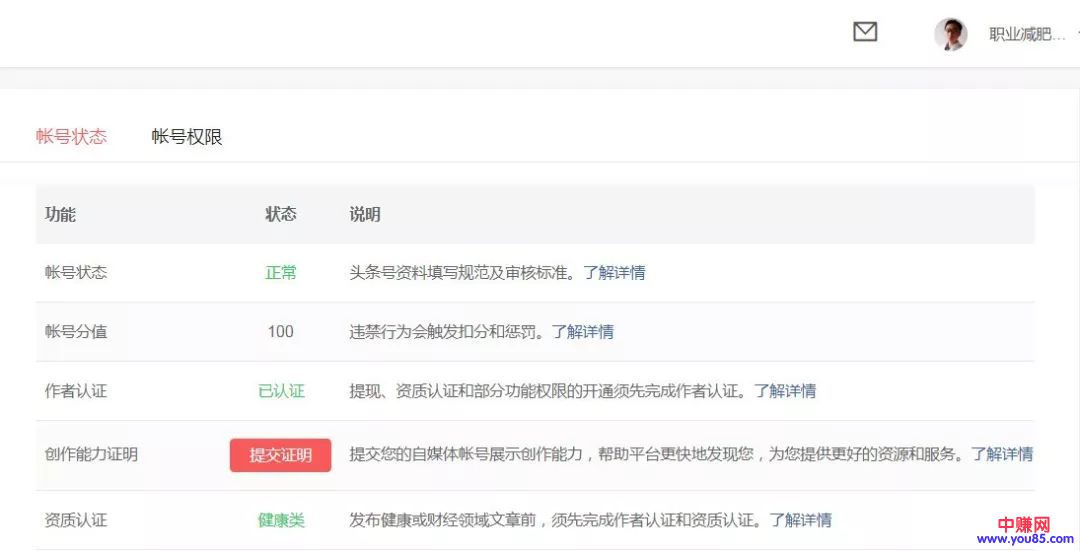 职业减肥...
帐号状态 帐号权限
功能 状态 说明
帐号状态 正常 头条号资料填写规范及审核标准。了解详情
帐号分值 100 违禁行为会触发扣分和惩罚。了解详情
作者认证 已认证 提现、资质认证和部分功能权限的开通须先完成作者认证。了解详情
创作能力证明 提交证明 提交您的自媒体帐号展示创作能力，帮助平台更快地发现您，为您提供更好的资源和服务。了解详情
资质认证 健康类 发布健康或财经领域文章前，须先完成作者认证和资质认证。了解详情
中赚网
www.you85.com